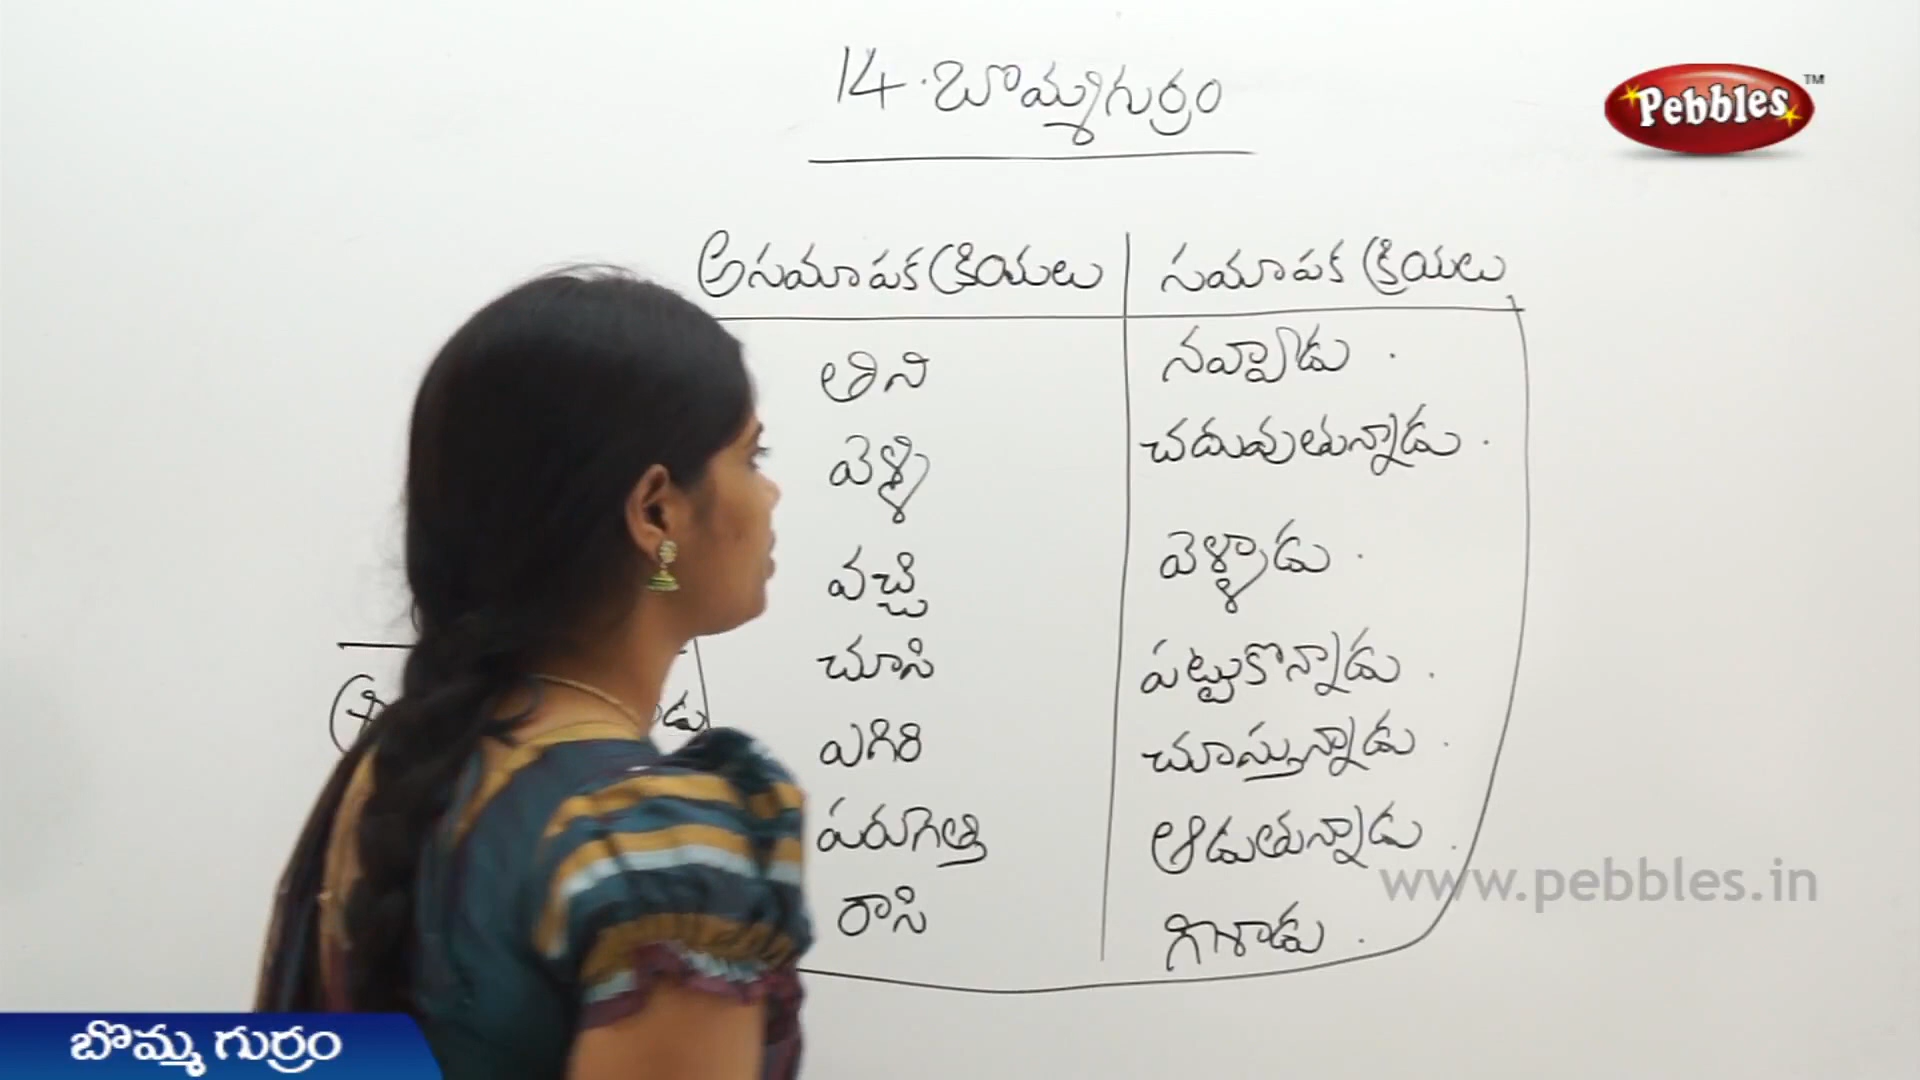 14. బొమ్మగుర్రం
Pebbles TM
అసమాపక క్రియలు సమాపక క్రియలు
తిని నవ్వాడు .
వెళ్ళి చదువుతున్నాడు .
వచ్చి వెళ్ళాడు .
చూసి పట్టుకొన్నాడు .
ఎగిరి చూస్తున్నాడు .
పరుగెత్తి ఆడుతున్నాడు .
రాసి
www.pebbles.in
బొమ్మ గుర్రం